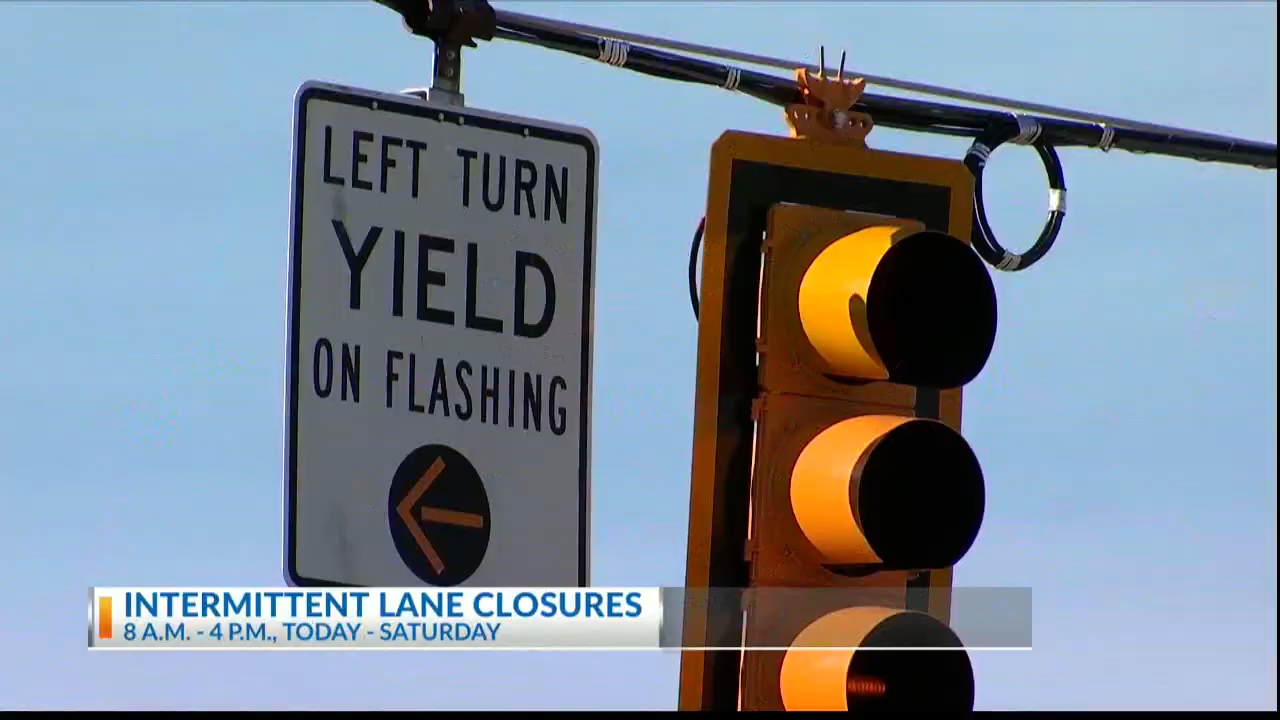 LEFT TURN
YIELD
ON FLASHING
INTERMITTENT LANE CLOSURES
8 A.M. - 4 P.M., TODAY - SATURDAY